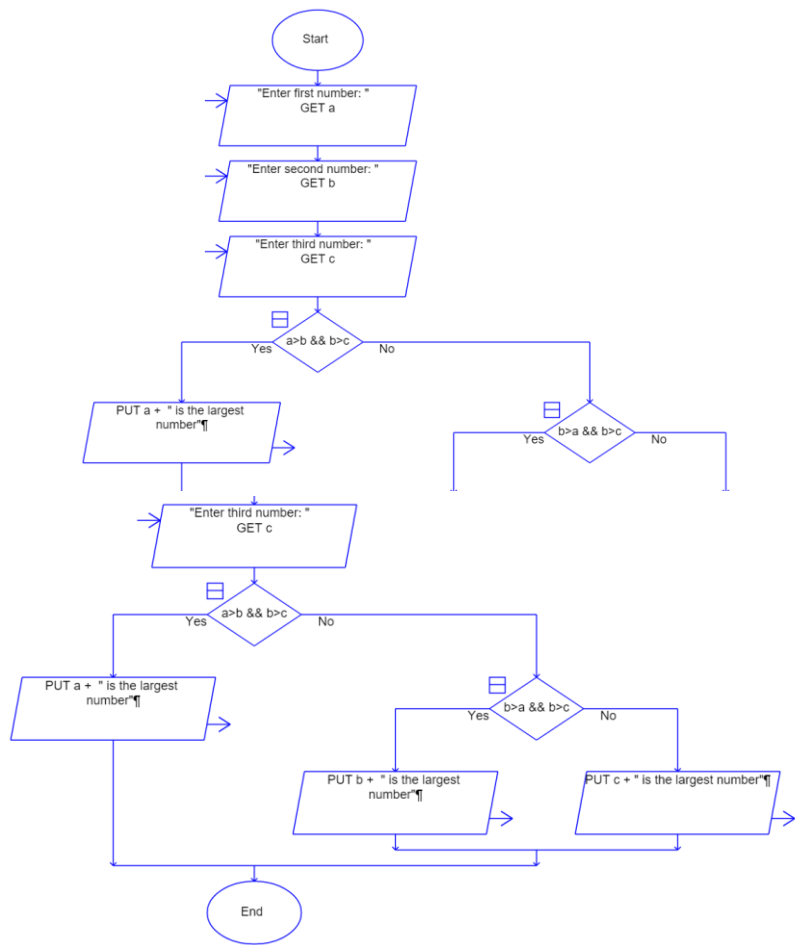 Start
"Enter first number: "
GET a
"Enter second number: "
GET b
"Enter third number: "
GET c
a>b && b>c
Yes
No
PUT a +  " is the largest
number"¶
b>a && b>c
Yes
No
"Enter third number: "
GET c
a>b && b>c
Yes
No
PUT a +  " is the largest
number"¶
b>a && b>c
Yes
No
PUT b +  " is the largest
number"¶
PUT c + " is the largest number"¶
End